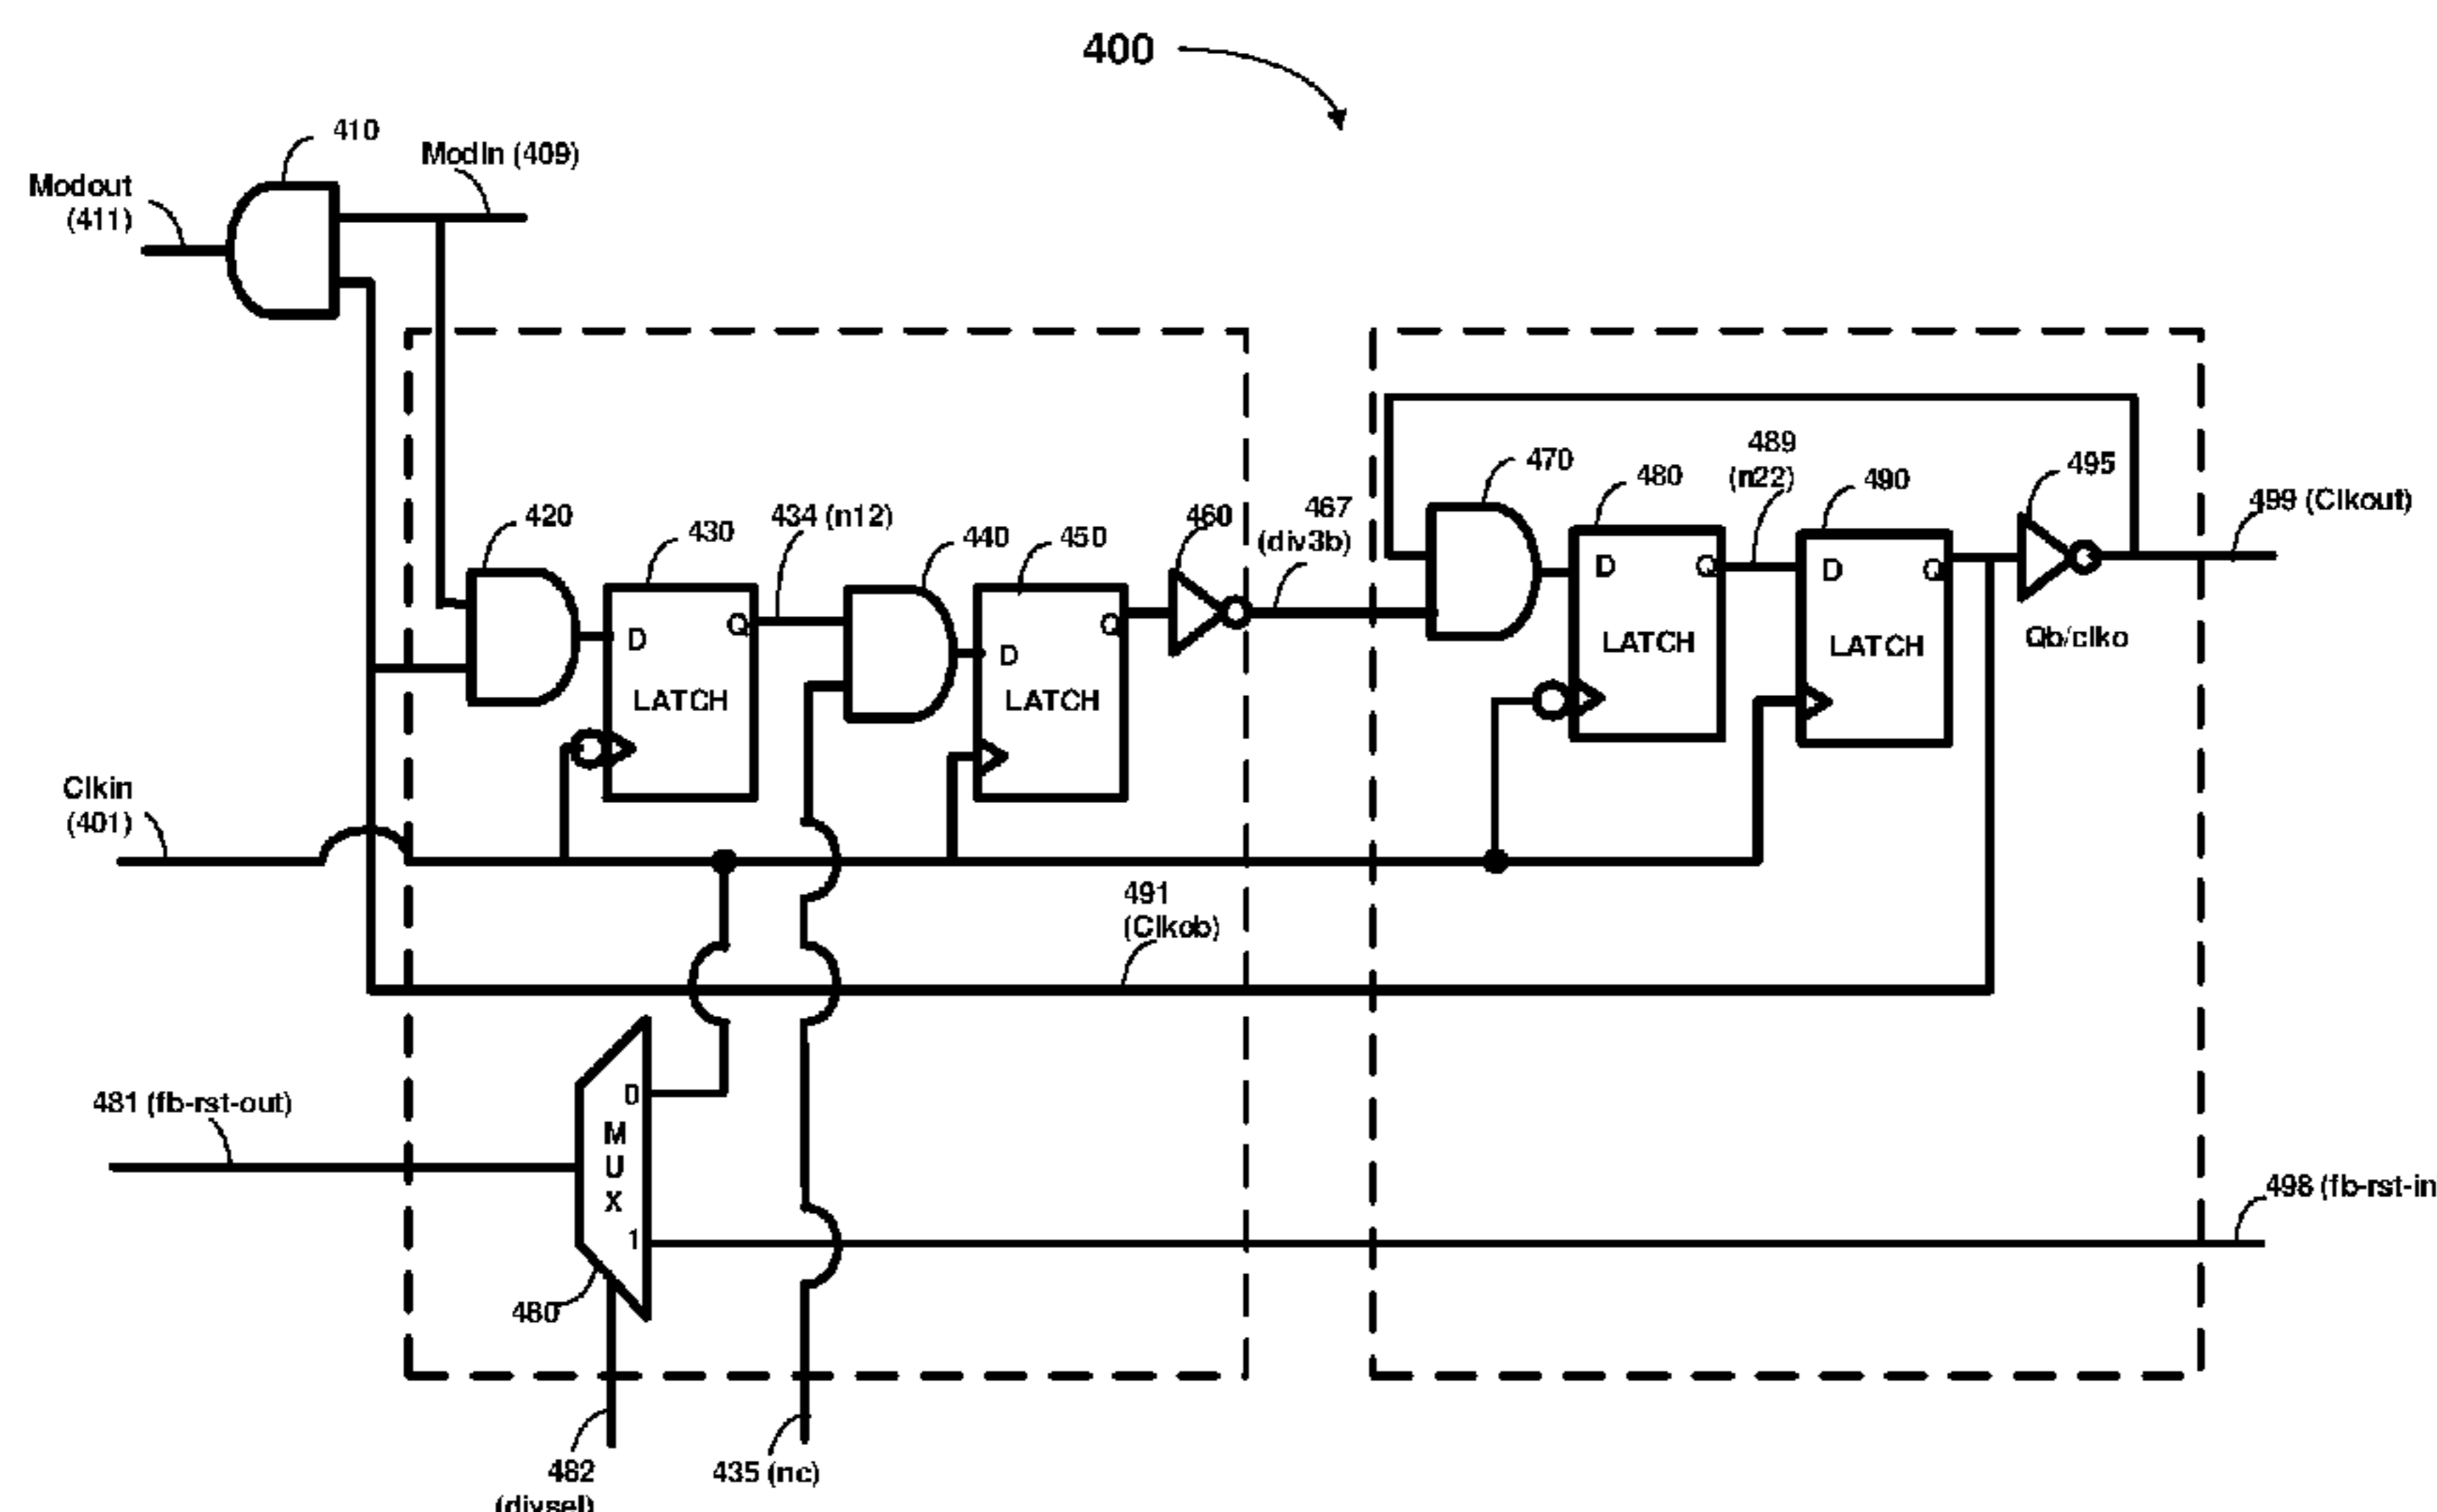 400
410
ModIn (409)
Modout
(411)
420
430
434 (n12)
440
450
460
467
(div3b)
470
480
489
(n22)
490
495
499 (Clkout)
D
Q
LATCH
D
Q
LATCH
D
Q
LATCH
D
Q
LATCH
Qb/clko
Clkin
(401)
491
(Clkob)
481 (fb-rst-out)
0
M
U
X
1
480
498 (fb-rst-in
482
(divsel)
435 (nc)